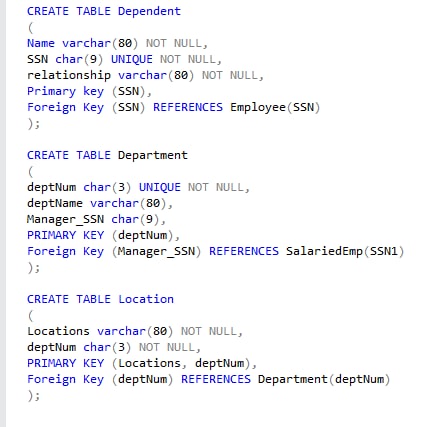 CREATE TABLE Dependent
(
Name varchar(80) NOT NULL,
SSN char(9) UNIQUE NOT NULL,
relationship varchar(80) NOT NULL,
Primary key (SSN),
Foreign Key (SSN) REFERENCES Employee(SSN)
);
CREATE TABLE Department
(
deptNum char(3) UNIQUE NOT NULL,
deptName varchar(80),
Manager_SSN char(9),
PRIMARY KEY (deptNum),
Foreign Key (Manager_SSN) REFERENCES SalariedEmp(SSN1)
);
CREATE TABLE Location
(
Locations varchar(80) NOT NULL,
deptNum char(3) NOT NULL,
PRIMARY KEY (Locations, deptNum),
Foreign Key (deptNum) REFERENCES Department(deptNum)
);